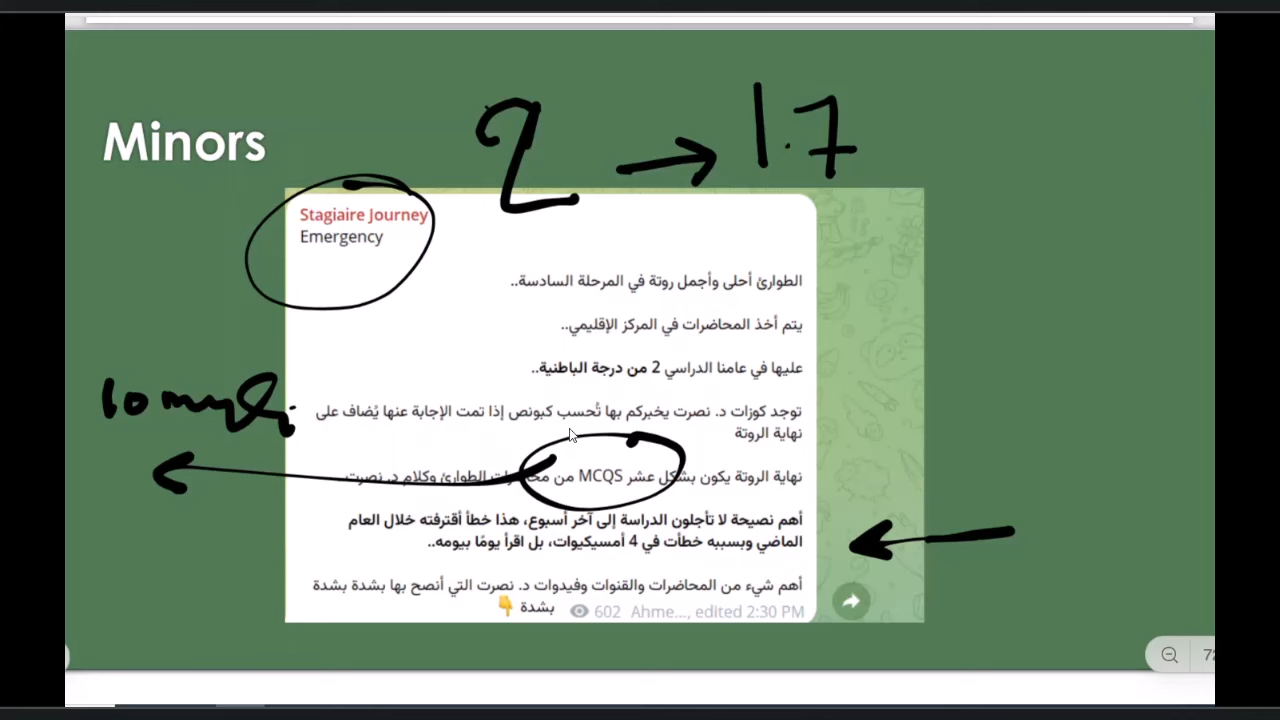 Minors
2 → 1.7
Stagiaire Journey
Emergency
الطوارئ أحلى وأجمل روتة في المرحلة السادسة..
يتم أخذ المحاضرات في المركز الإقليمي..
عليها في عامنا الدراسي 2 من درجة الباطنية..
توجد كوزات د. نصرت يخبركم بها تُحسب كبونص إذا تمت الإجابة عنها يُضاف على
نهاية الروتة
نهاية الروتة يكون بشكل عشر MCQS من محاضرات الطوارئ وكلام د. نصرت
أهم نصيحة لا تأجلون الدراسة إلى آخر أسبوع، هذا خطأ أقترفته خلال العام
الماضي وبسببه خطأت في 4 أمسيكيوات، بل اقرأ يومًا بيومه..
أهم شيء من المحاضرات والقنوات وفيدوات د. نصرت التي أنصح بها بشدة بشدة
بشدة 👇
602 Ahme..., edited 2:30 PM